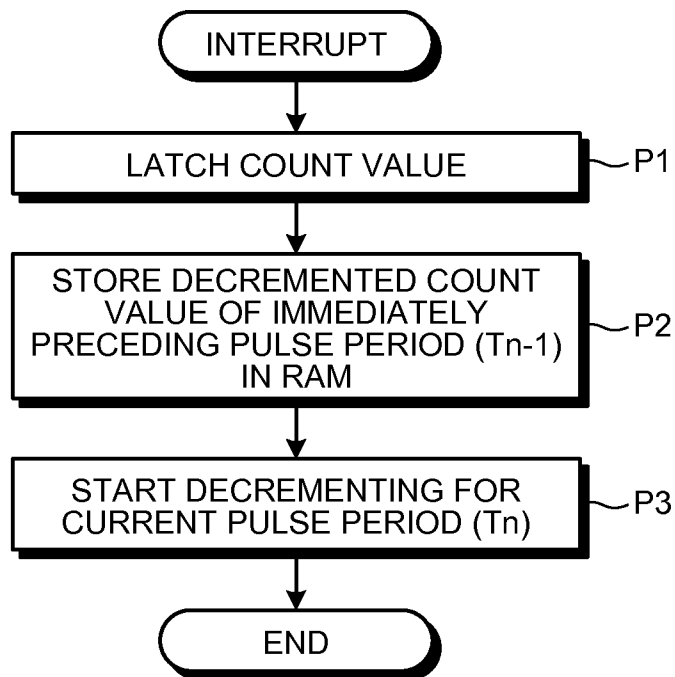 INTERRUPT
LATCH COUNT VALUE
P1
STORE DECREMENTED COUNT
VALUE OF IMMEDIATELY
PRECEDING PULSE PERIOD (Tn-1)
IN RAM
P2
START DECREMENTING FOR
CURRENT PULSE PERIOD (Tn)
P3
END